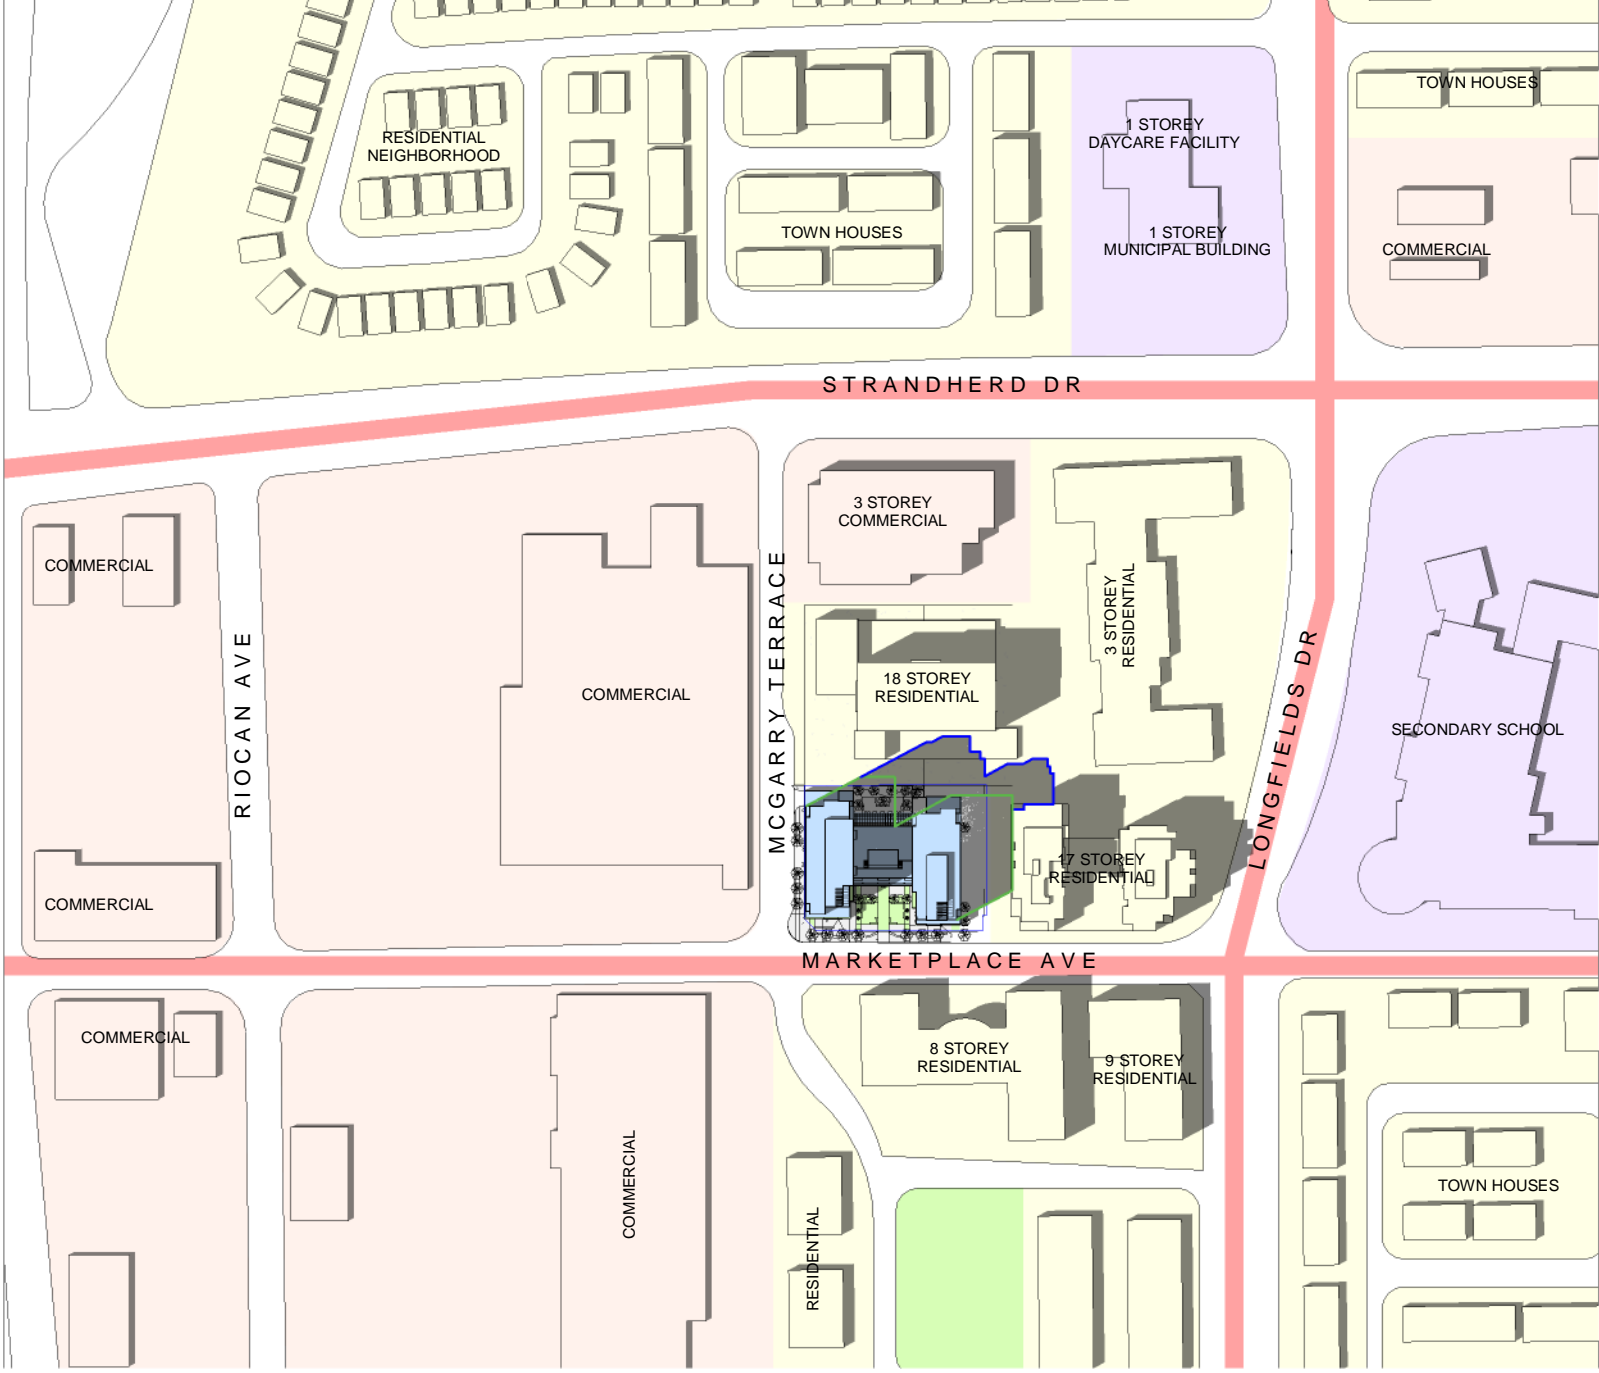 TOWN HOUSES
1 STOREY
DAYCARE FACILITY
RESIDENTIAL
NEIGHBORHOOD
TOWN HOUSES
1 STOREY
MUNICIPAL BUILDING
COMMERCIAL
STRANDHERD DR
3 STOREY
COMMERCIAL
COMMERCIAL
3 STOREY
RESIDENTIAL
RIOCAN AVE
MCGARRY TERRACE
18 STOREY
RESIDENTIAL
COMMERCIAL
LONGFIELDS DR
SECONDARY SCHOOL
17 STOREY
RESIDENTIAL
COMMERCIAL
MARKETPLACE AVE
COMMERCIAL
8 STOREY
RESIDENTIAL
9 STOREY
RESIDENTIAL
COMMERCIAL
TOWN HOUSES
RESIDENTIAL